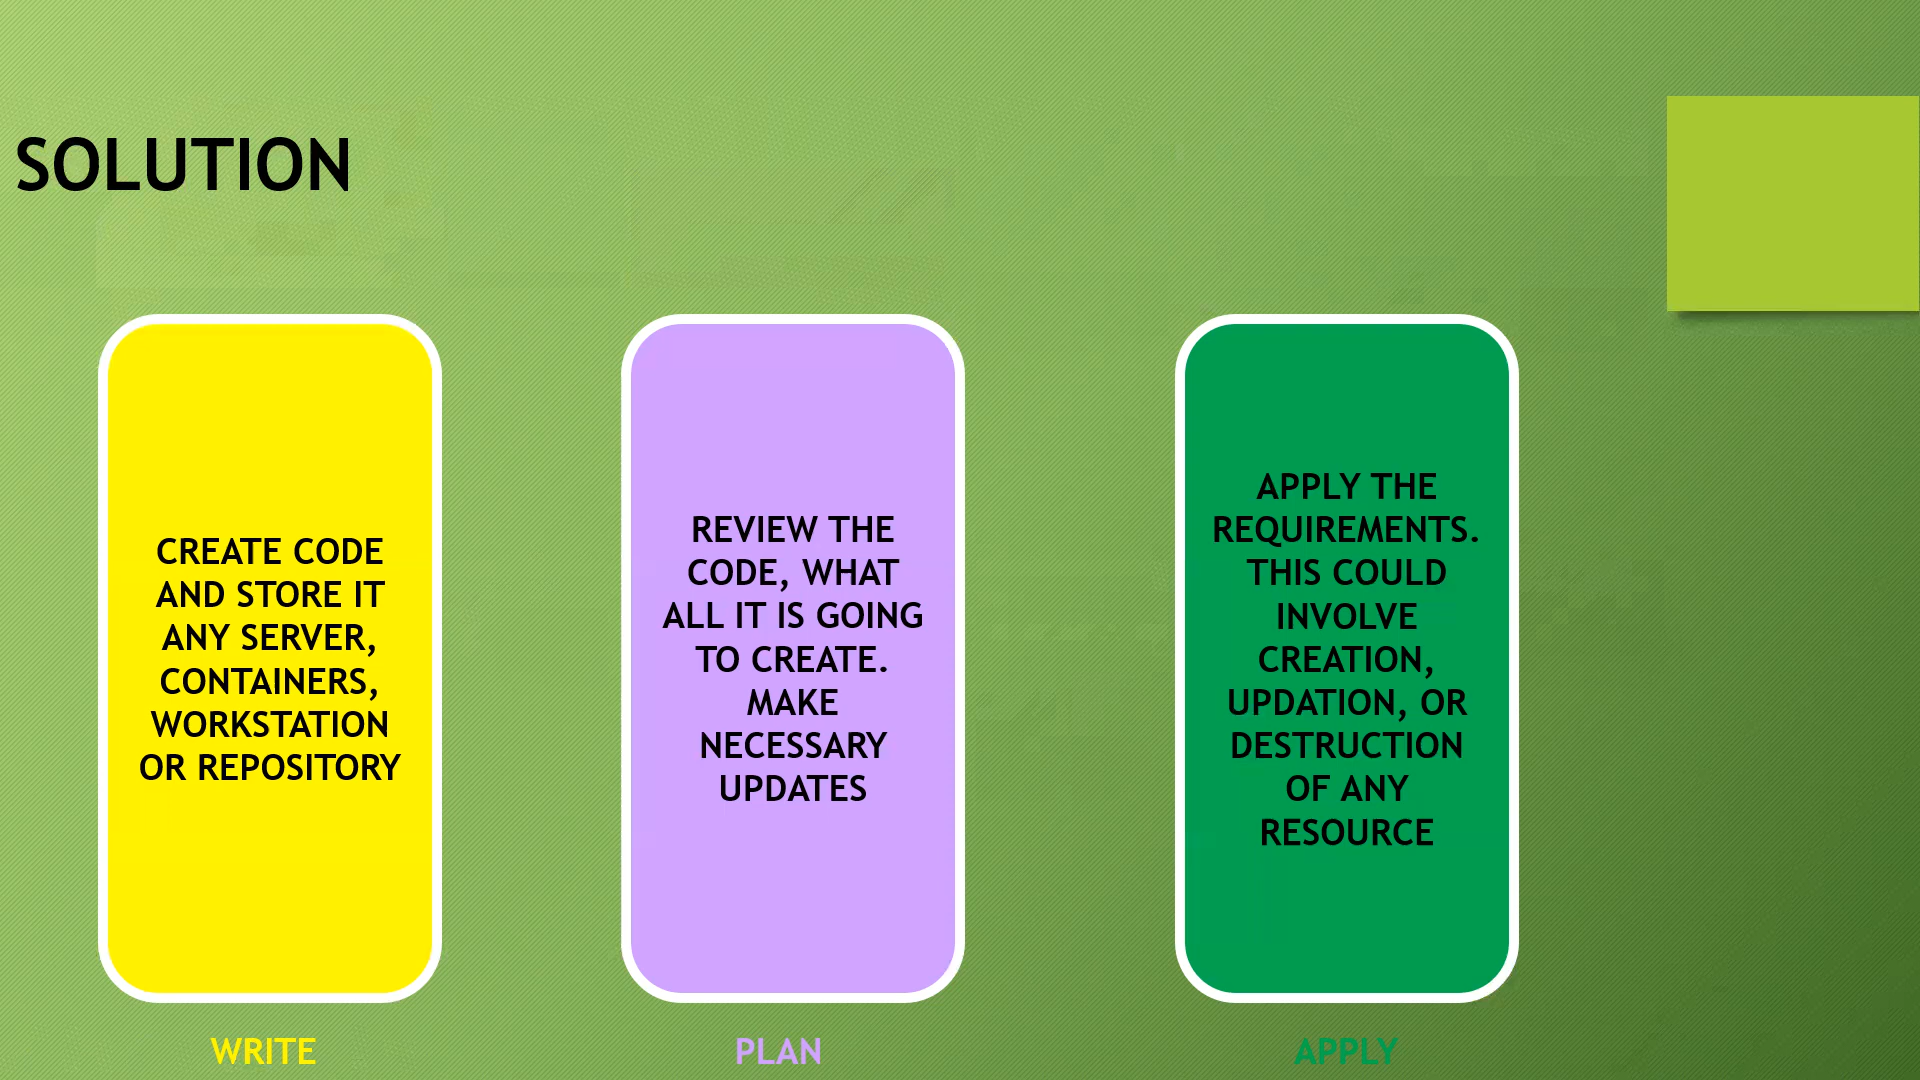 SOLUTION
CREATE CODE
AND STORE IT
ANY SERVER,
CONTAINERS,
WORKSTATION
OR REPOSITORY
WRITE
REVIEW THE
CODE, WHAT
ALL IT IS GOING
TO CREATE.
MAKE
NECESSARY
UPDATES
PLAN
APPLY THE
REQUIREMENTS.
THIS COULD
INVOLVE
CREATION,
UPDATION, OR
DESTRUCTION
OF ANY
RESOURCE
APPLY